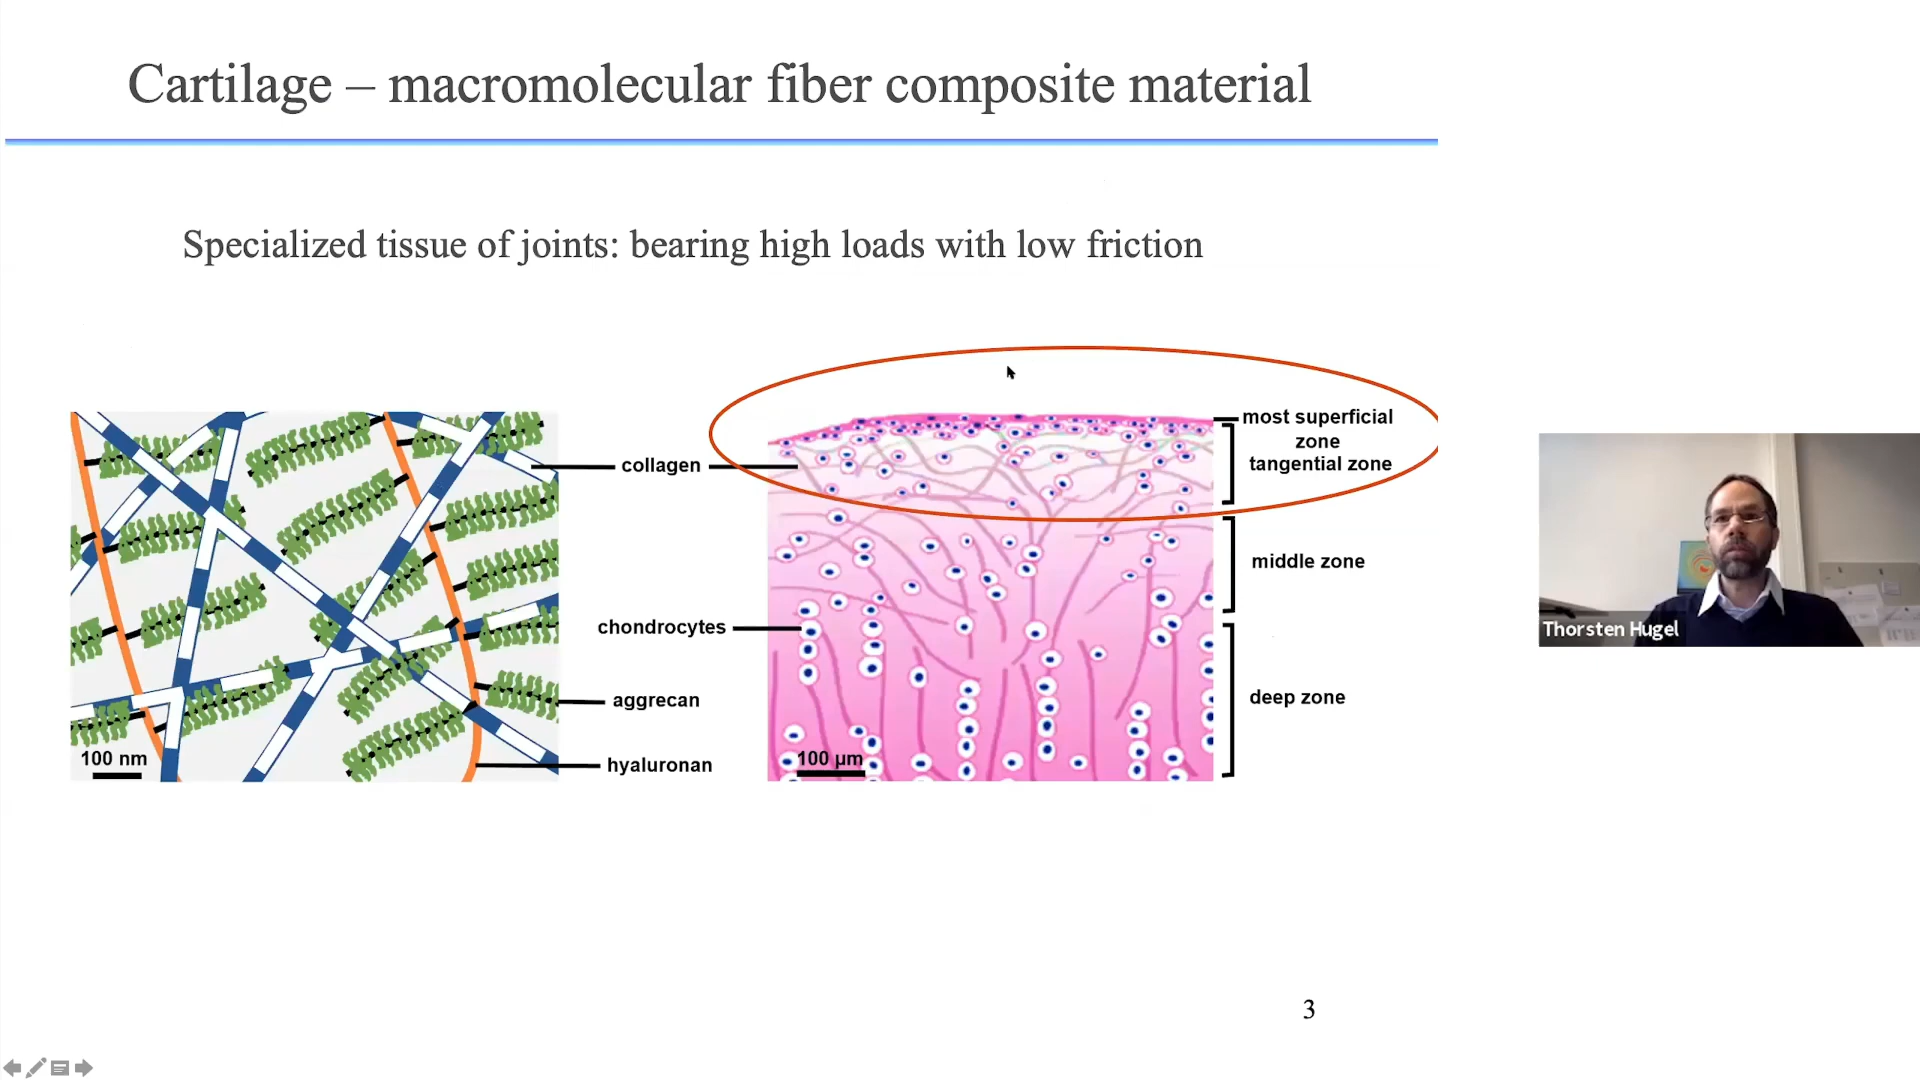 Cartilage – macromolecular fiber composite material
Specialized tissue of joints: bearing high loads with low friction
collagen
chondrocytes
aggrecan
hyaluronan
100 nm
most superficial
zone
tangential zone
middle zone
deep zone
100 µm
Thorsten Hugel
3